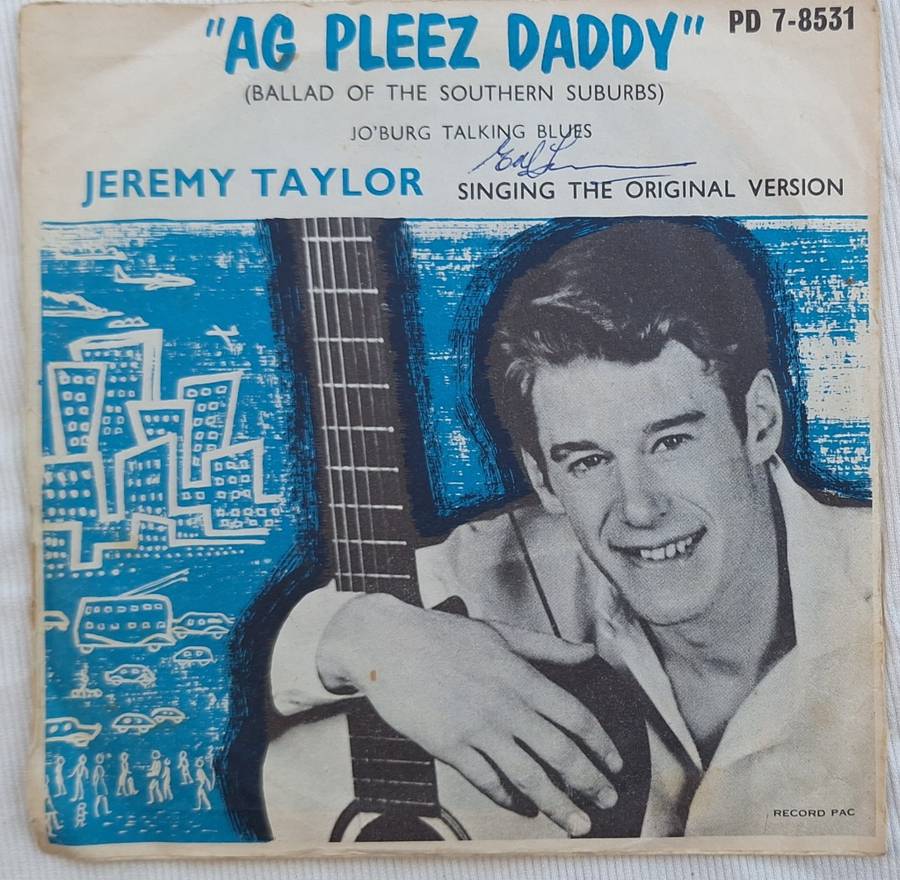 "AG PLEEZ DADDY"
PD 7-8531
(BALLAD OF THE SOUTHERN SUBURBS)
JO'BURG TALKING BLUES
JEREMY TAYLOR
SINGING THE ORIGINAL VERSION
RECORD PAC